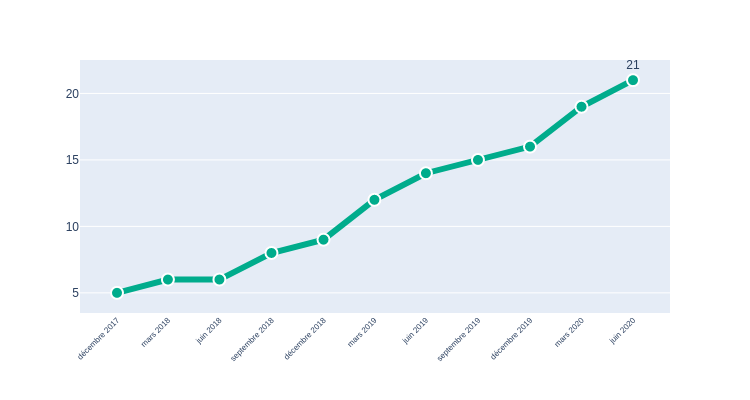 21
20
15
10
5
décembre 2017
mars 2018
juin 2018
septembre 2018
décembre 2018
mars 2019
juin 2019
septembre 2019
décembre 2019
mars 2020
juin 2020